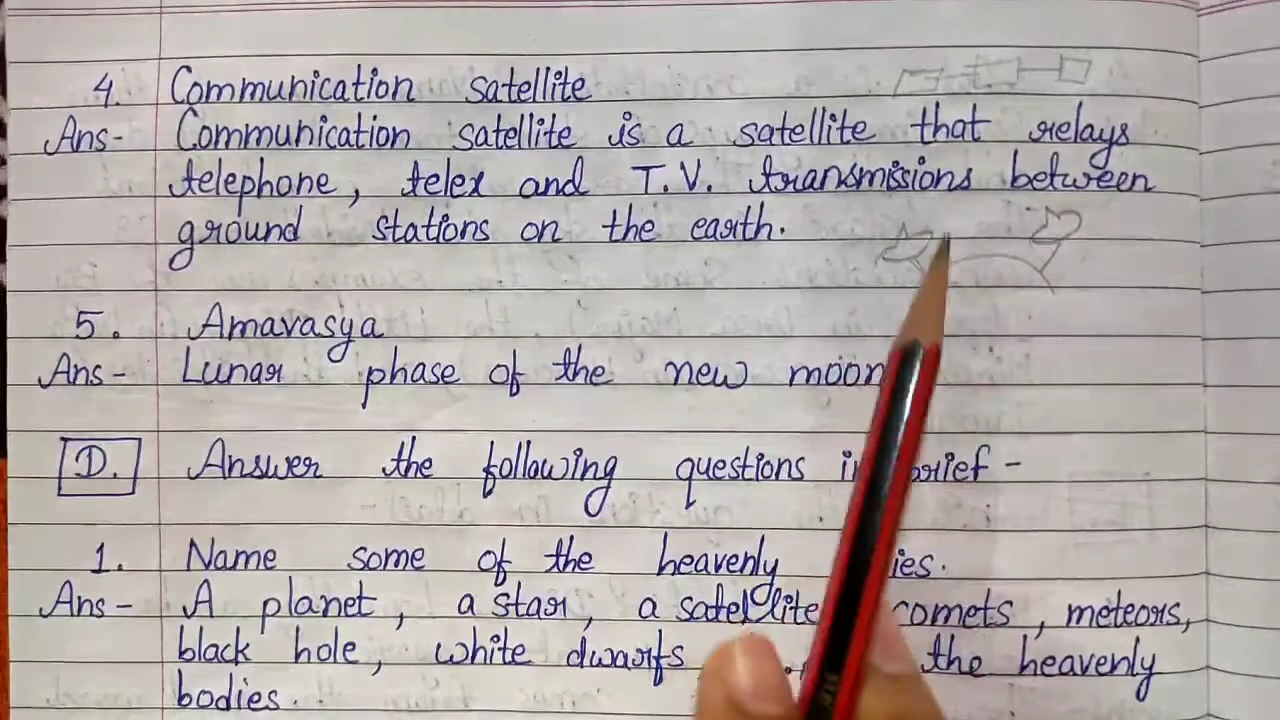 4. Communication satellite
Ans- Communication satellite is a satellite that relays
telephone, telex and T.V. transmissions between
ground stations on the earth.
5. Amavasya
Ans- Lunar phase of the new moon
D. Answer the following questions in brief -
1. Name some of the heavenly
Ans- A planet, a star, a satellite comets, meteors,
black hole, white dwarfs the heavenly
bodies.